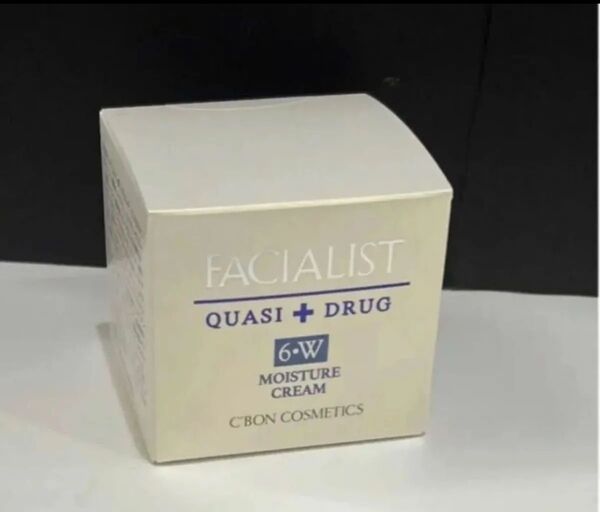 FACIALIST
QUASI + DRUG
6•W
MOISTURE
CREAM
C'BON COSMETICS